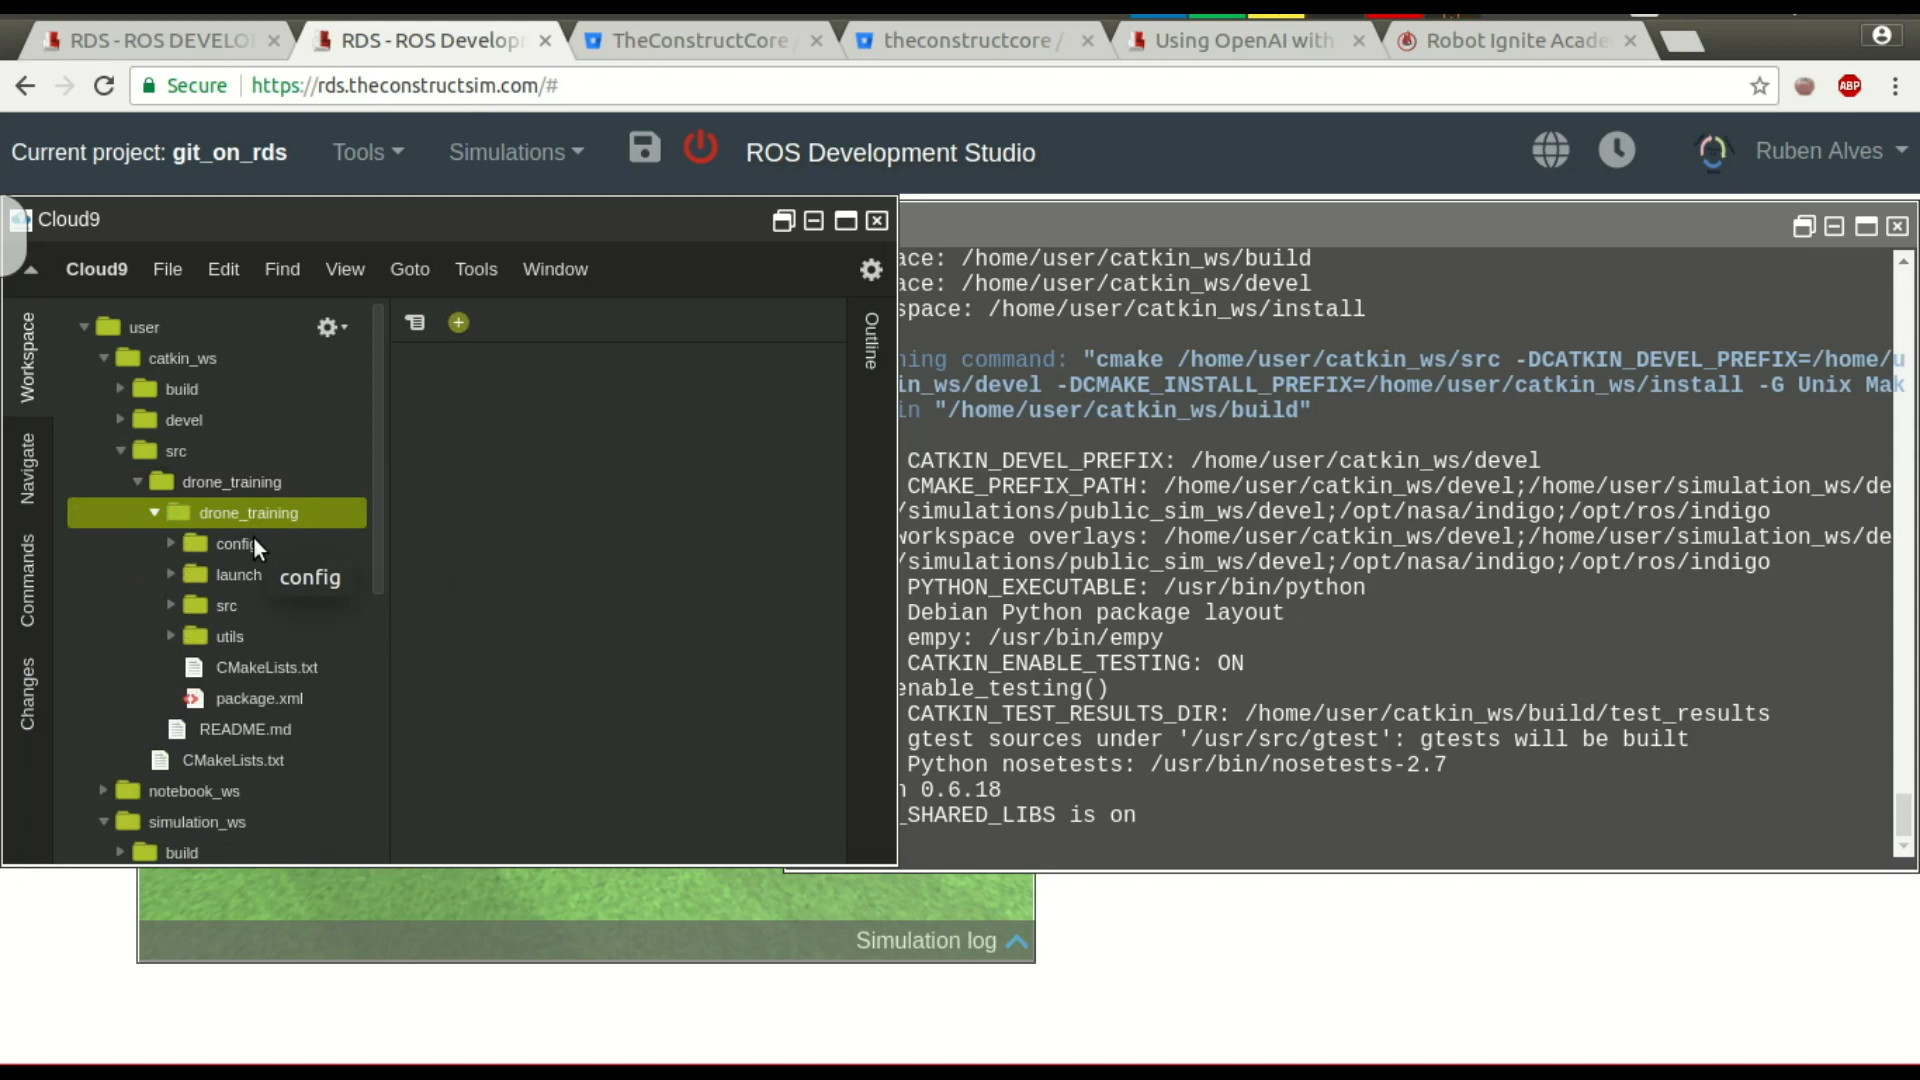 RDS - ROS DEVELO
RDS - ROS Develop
TheConstructCore
theconstructcore /
Using OpenAI with
Robot Ignite Acade
Secure
https://rds.theconstructsim.com/#
ABP
Current project: git_on_rds
Tools
Simulations
ROS Development Studio
Ruben Alves
Cloud9
Cloud9
File
Edit
Find
View
Goto
Tools
Window
Workspace
Navigate
Commands
Changes
Outline
user
catkin_ws
build
devel
src
drone_training
drone_training
config
launch
config
src
utils
CMakeLists.txt
package.xml
README.md
CMakeLists.txt
notebook_ws
simulation_ws
build
ace: /home/user/catkin_ws/build
ace: /home/user/catkin_ws/devel
space: /home/user/catkin_ws/install
ning command: "cmake /home/user/catkin_ws/src -DCATKIN_DEVEL_PREFIX=/home/u
in_ws/devel -DCMAKE_INSTALL_PREFIX=/home/user/catkin_ws/install -G Unix Mak
in "/home/user/catkin_ws/build"
CATKIN_DEVEL_PREFIX: /home/user/catkin_ws/devel
CMAKE_PREFIX_PATH: /home/user/catkin_ws/devel;/home/user/simulation_ws/de
/simulations/public_sim_ws/devel;/opt/nasa/indigo;/opt/ros/indigo
workspace overlays: /home/user/catkin_ws/devel;/home/user/simulation_ws/de
/simulations/public_sim_ws/devel;/opt/nasa/indigo;/opt/ros/indigo
PYTHON_EXECUTABLE: /usr/bin/python
Debian Python package layout
empy: /usr/bin/empy
CATKIN_ENABLE_TESTING: ON
enable_testing()
CATKIN_TEST_RESULTS_DIR: /home/user/catkin_ws/build/test_results
gtest sources under '/usr/src/gtest': gtests will be built
Python nosetests: /usr/bin/nosetests-2.7
n 0.6.18
_SHARED_LIBS is on
Simulation log